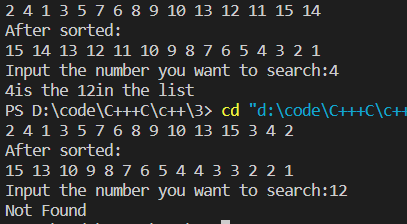 2 4 1 3 5 7 6 8 9 10 13 12 11 15 14
After sorted:
15 14 13 12 11 10 9 8 7 6 5 4 3 2 1
Input the number you want to search:4
4is the 12in the list
PS D:\code\C+++C\c++\3> cd "d:\code\C+++C\c++
2 4 1 3 5 7 6 8 9 10 13 15 3 4 2
After sorted:
15 13 10 9 8 7 6 5 4 4 3 3 2 2 1
Input the number you want to search:12
Not Found